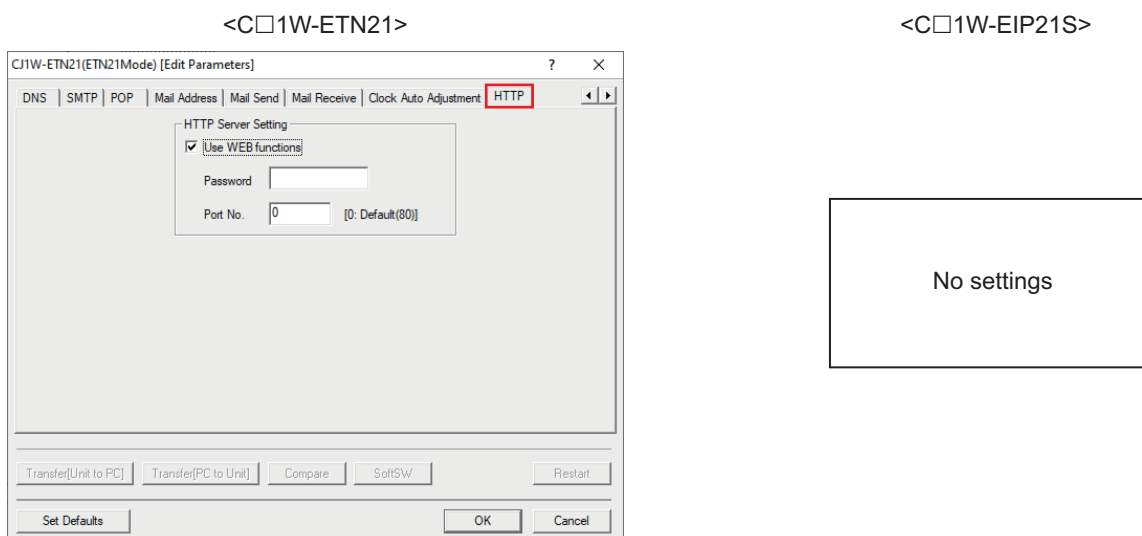 <C□1W-ETN21>
<C□1W-EIP21S>
CJ1W-ETN21(ETN21Mode) [Edit Parameters]
?
×
DNS
SMTP
POP
Mail Address
Mail Send
Mail Receive
Clock Auto Adjustment
HTTP
HTTP Server Setting
Use WEB functions
Password
Port No.
0
[0: Default(80)]
No settings
Transfer[Unit to PC]
Transfer[PC to Unit]
Compare
SoftSW
Restart
Set Defaults
OK
Cancel